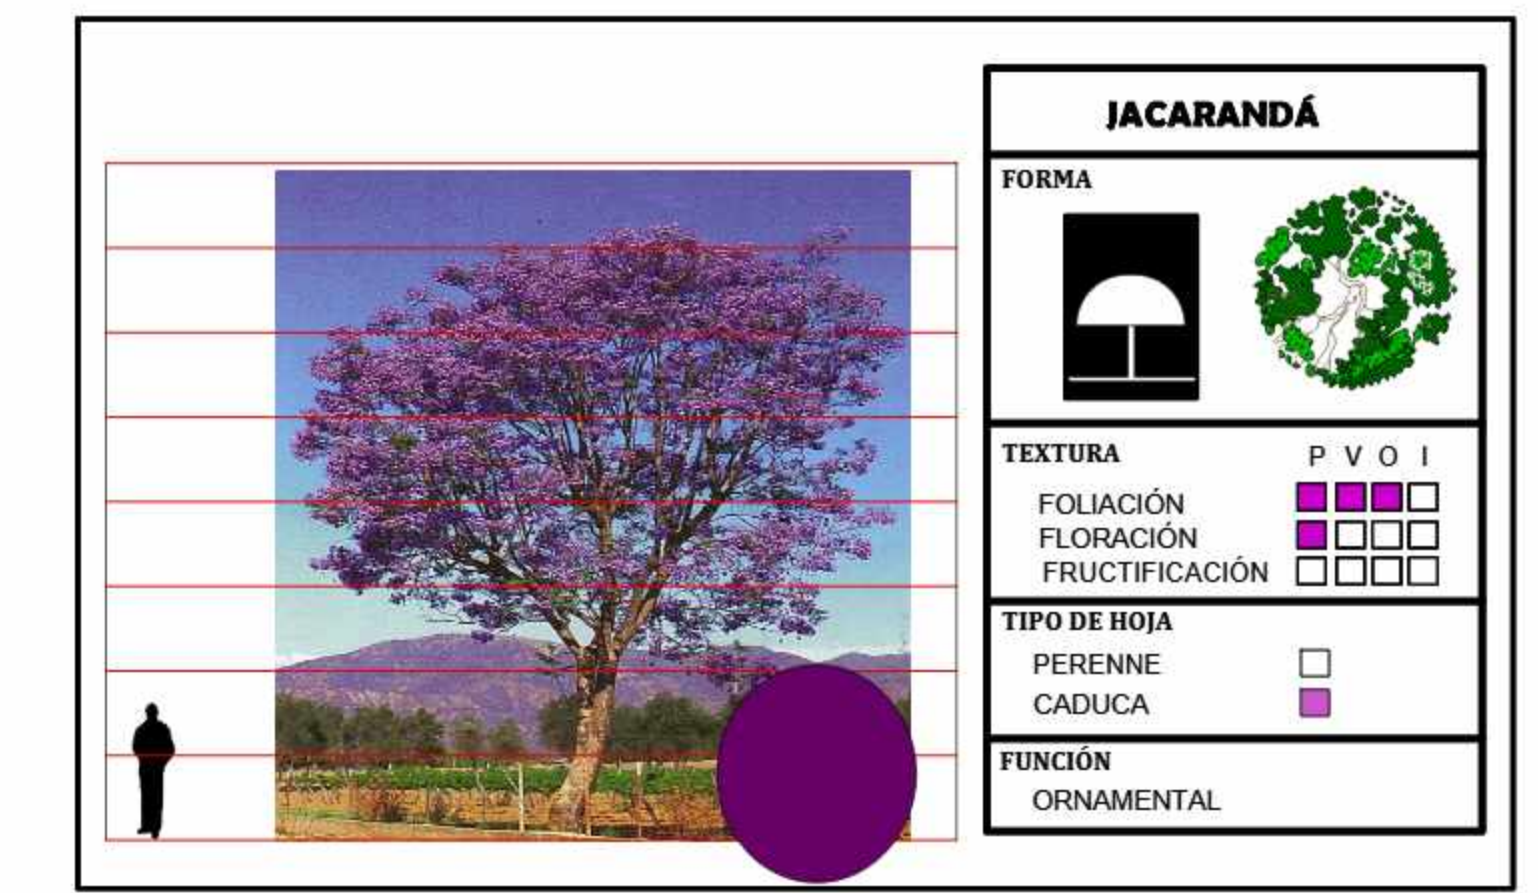 JACARANDÁ
FORMA
TEXTURA P V O I
FOLIACIÓN
FLORACIÓN
FRUCTIFICACIÓN
TIPO DE HOJA
PERENNE
CADUCA
FUNCIÓN
ORNAMENTAL